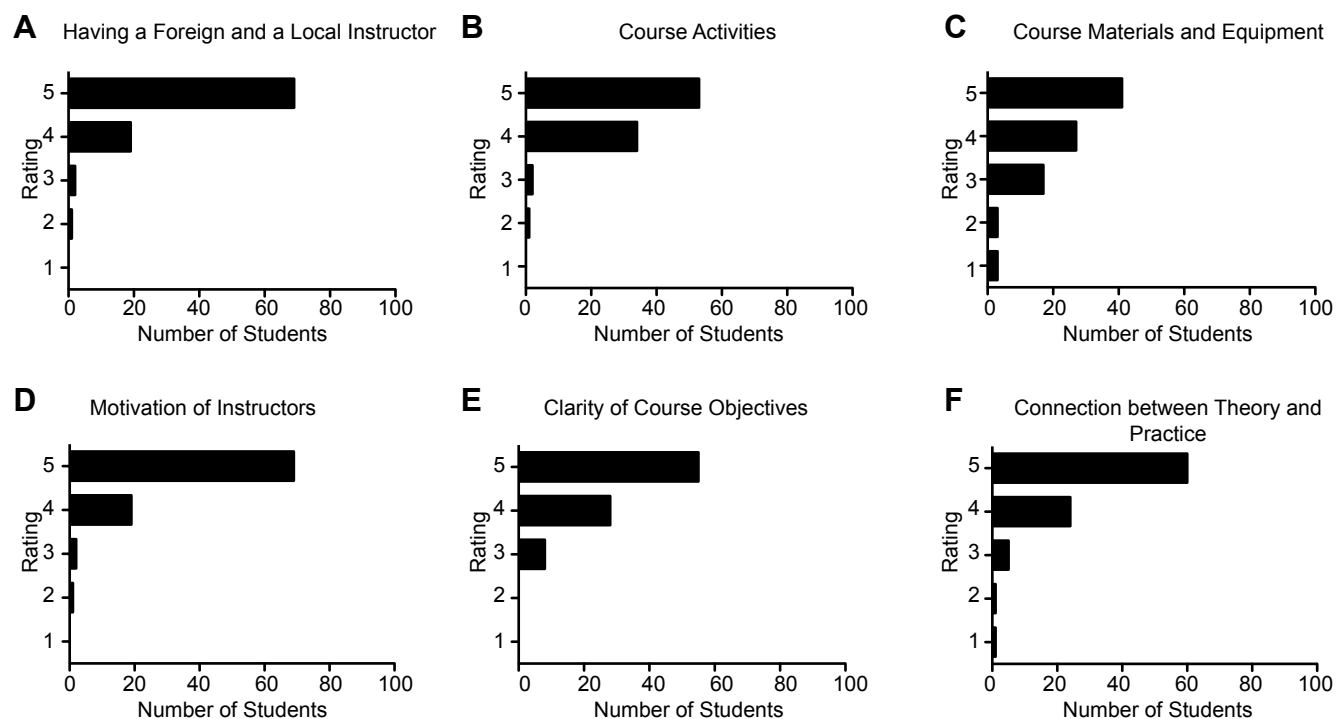 A Having a Foreign and a Local Instructor
5
4
3
2
1
Rating
0 20 40 60 80 100
Number of Students
B Course Activities
5
4
3
2
1
Rating
0 20 40 60 80 100
Number of Students
C Course Materials and Equipment
5
4
3
2
1
Rating
0 20 40 60 80 100
Number of Students
D Motivation of Instructors
5
4
3
2
1
Rating
0 20 40 60 80 100
Number of Students
E Clarity of Course Objectives
5
4
3
2
1
Rating
0 20 40 60 80 100
Number of Students
F Connection between Theory and
Practice
5
4
3
2
1
Rating
0 20 40 60 80 100
Number of Students